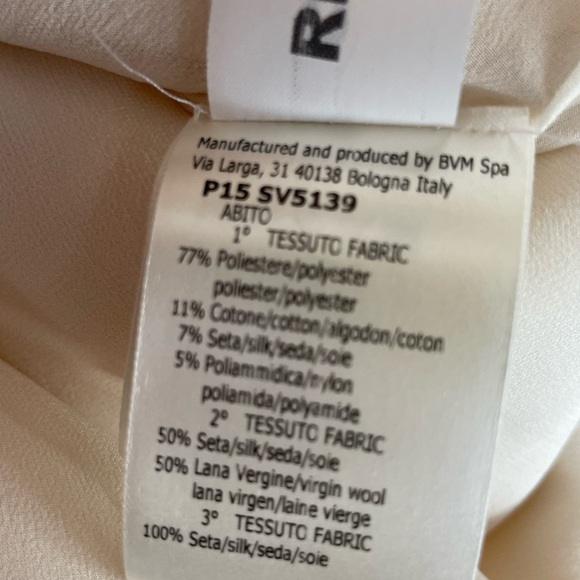 Manufactured and produced by BVM Spa
Via Larga, 31 40138 Bologna Italy
P15 SV5139
ABITO
1° TESSUTO FABRIC
77% Poliestere/polyester
poliester/polyester
11% Cotone/cotton/algodon/coton
7% Seta/silk/seda/soie
5% Poliammidica/nylon
poliamida/polyamide
2° TESSUTO FABRIC
50% Seta/silk/seda/soie
50% Lana Vergine/virgin wool
lana virgen/laine vierge
3° TESSUTO FABRIC
100% Seta/silk/seda/soie